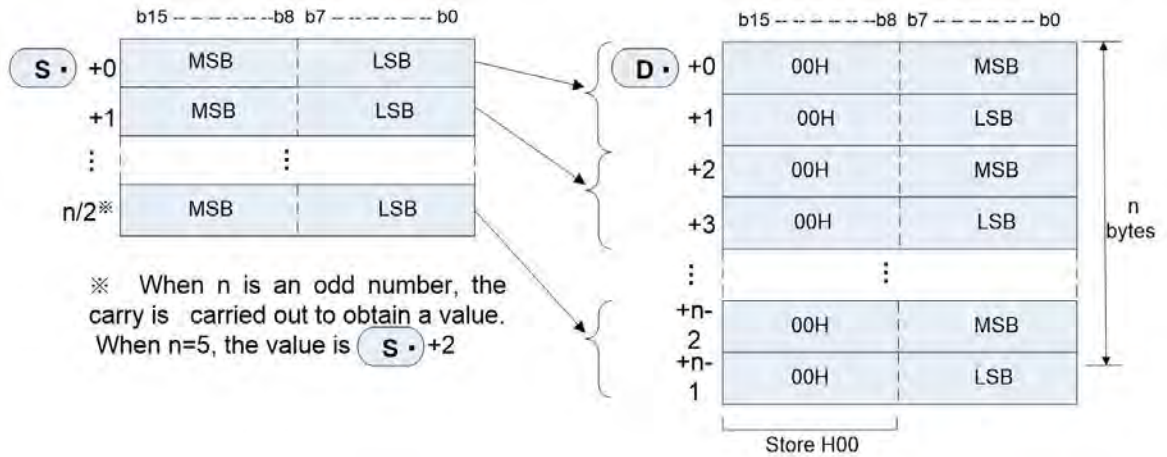 b15 -- -- -- -- -- -- --b8 b7 -- -- -- -- -- -- -- b0
S· +0 MSB LSB
+1 MSB LSB
⋮ ⋮
n/2※ MSB LSB
※ When n is an odd number, the
carry is carried out to obtain a value.
When n=5, the value is S· +2
b15 -- -- -- -- -- -- --b8 b7 -- -- -- -- -- -- -- b0
D· +0 00H MSB
+1 00H LSB
+2 00H MSB
+3 00H LSB
⋮ ⋮
+n-
2 00H MSB
+n-
1 00H LSB
n
bytes
Store H00